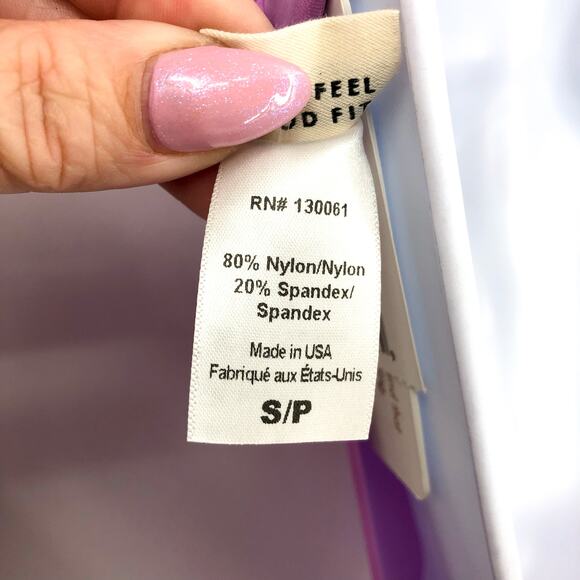 FEEL
FIT
RN# 130061
80% Nylon/Nylon
20% Spandex/
Spandex
Made in USA
Fabriqué aux États-Unis
S/P